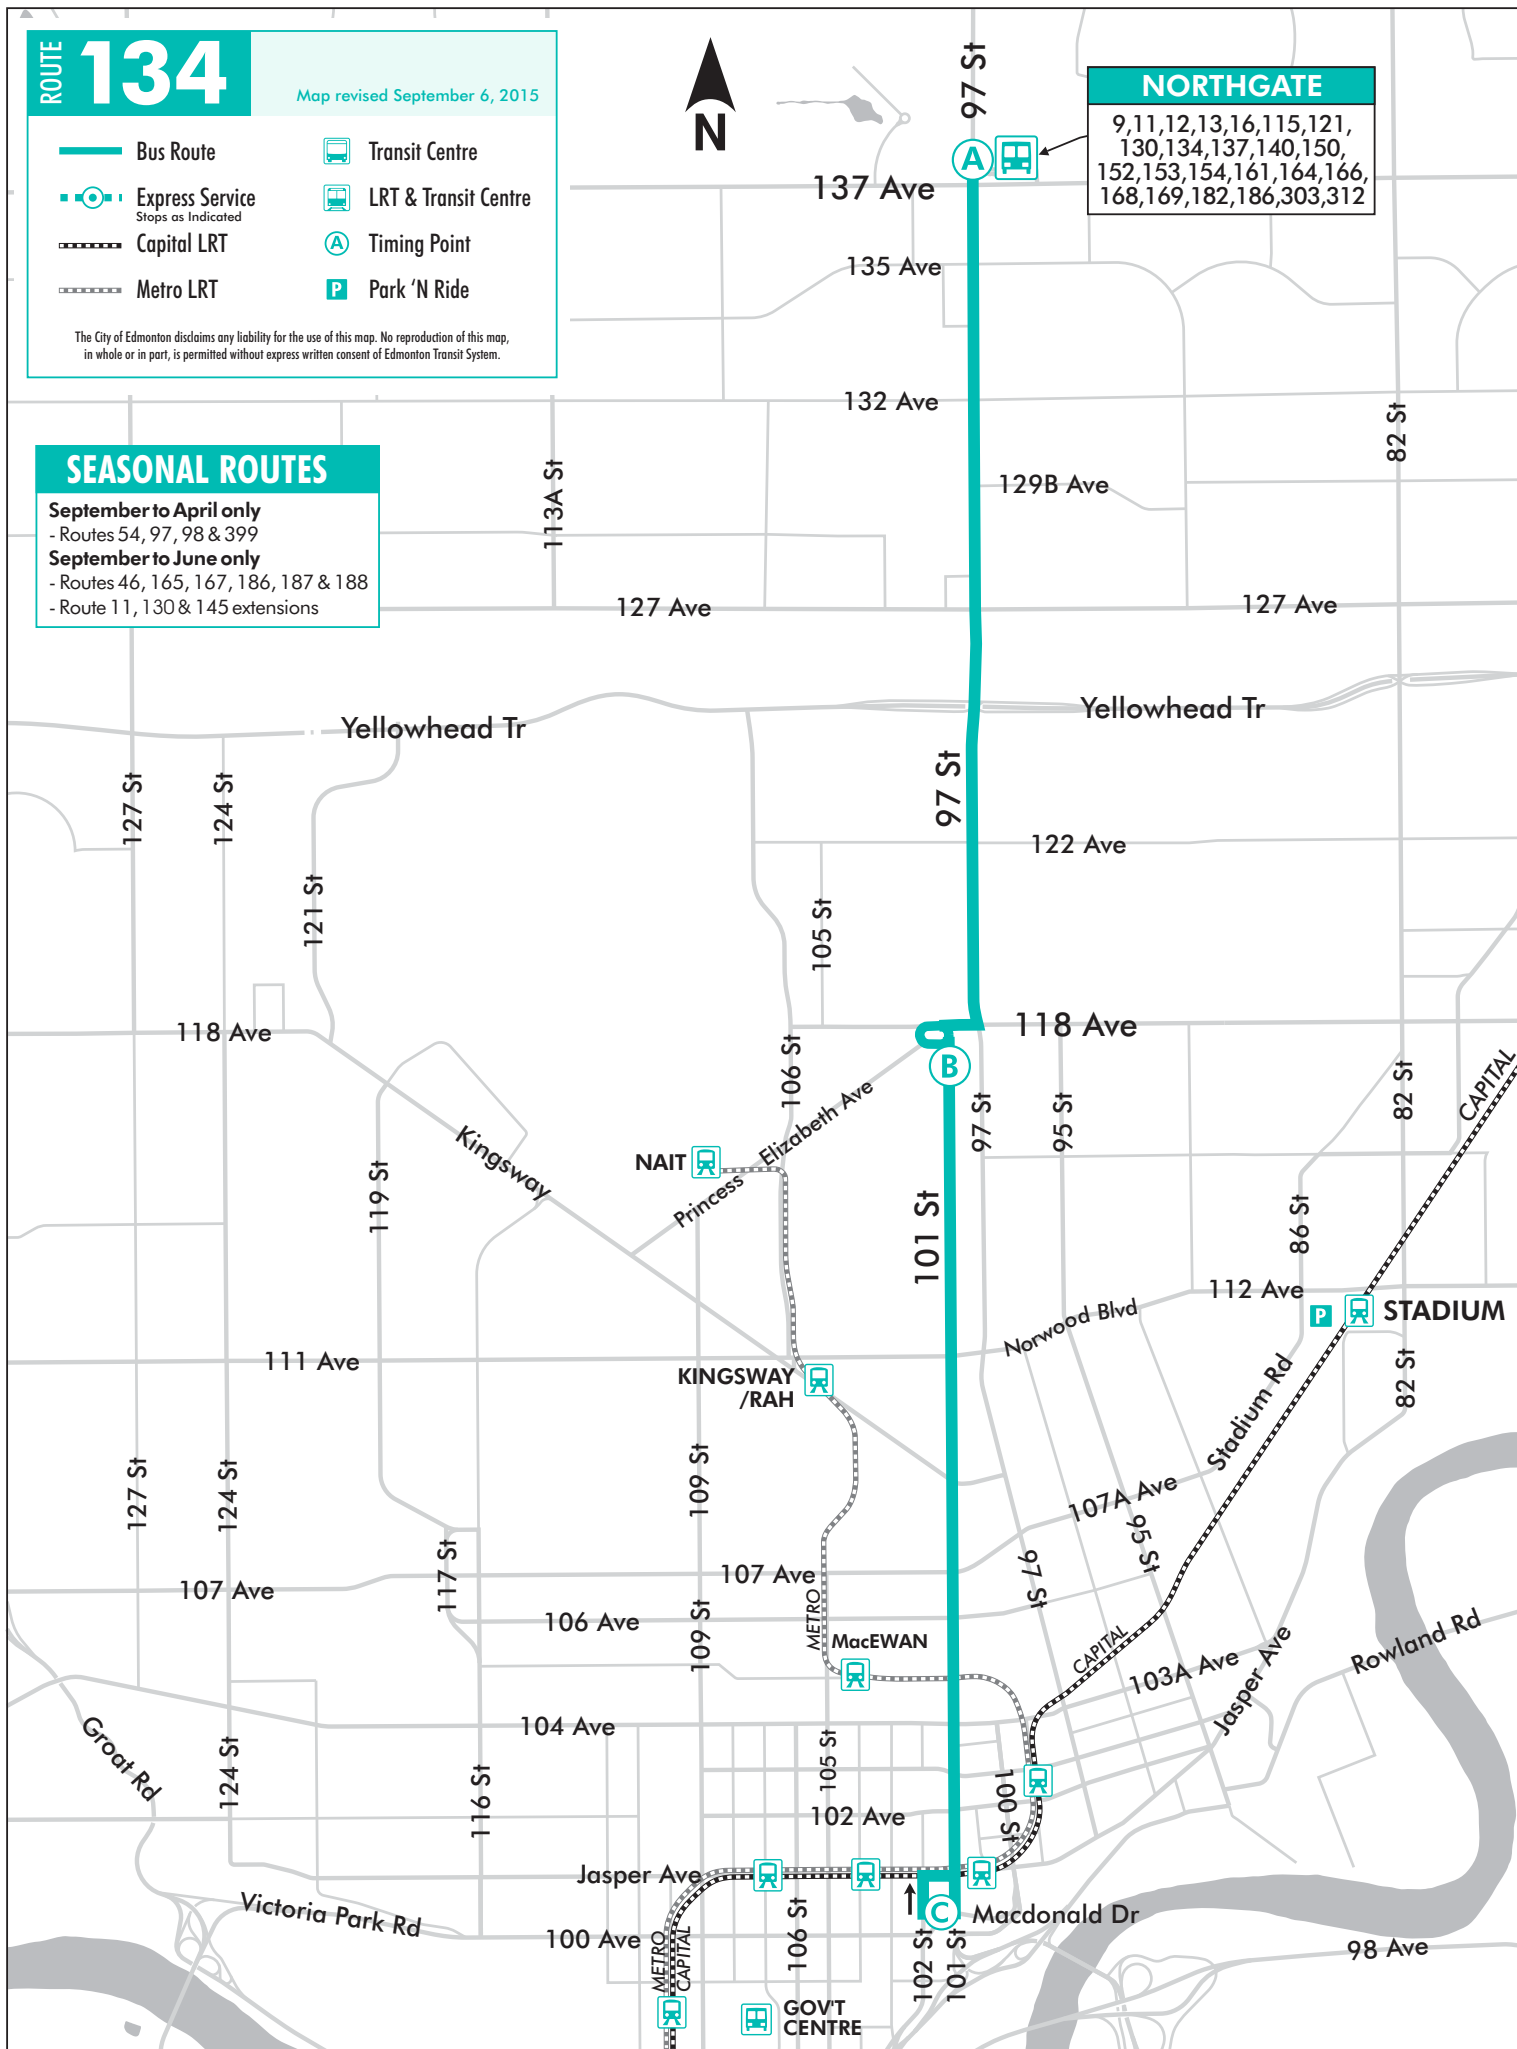 ROUTE 134
Map revised September 6, 2015
Bus Route
Express Service
Stops as Indicated
Capital LRT
Metro LRT
Transit Centre
LRT & Transit Centre
A Timing Point
P Park ‘N Ride
The City of Edmonton disclaims any liability for the use of this map. No reproduction of this map,
in whole or in part, is permitted without express written consent of Edmonton Transit System.
N
97 St
NORTHGATE
9,11,12,13,16,115,121,
130,134,137,140,150,
152,153,154,161,164,166,
168,169,182,186,303,312
A
137 Ave
135 Ave
132 Ave
82 St
SEASONAL ROUTES
September to April only
- Routes 54, 97, 98 & 399
September to June only
- Routes 46, 165, 167, 186, 187 & 188
- Route 11, 130 & 145 extensions
113A St
129B Ave
127 Ave
127 Ave
Yellowhead Tr
Yellowhead Tr
127 St
124 St
97 St
122 Ave
121 St
105 St
118 Ave
118 Ave
106 St
B
97 St
95 St
82 St
CAPITAL
Kingsway
Princess
Elizabeth Ave
NAIT
119 St
101 St
86 St
112 Ave
P
STADIUM
Norwood Blvd
111 Ave
KINGSWAY
/RAH
82 St
Stadium Rd
127 St
124 St
109 St
107A Ave
95 St
117 St
97 St
107 Ave
107 Ave
106 Ave
109 St
METRO
MacEWAN
CAPITAL
103A Ave
Jasper Ave
Rowland Rd
104 Ave
Groat Rd
124 St
116 St
105 St
100 St
102 Ave
Jasper Ave
Victoria Park Rd
C
Macdonald Dr
100 Ave
METRO
CAPITAL
106 St
102 St
101 St
98 Ave
GOV'T
CENTRE